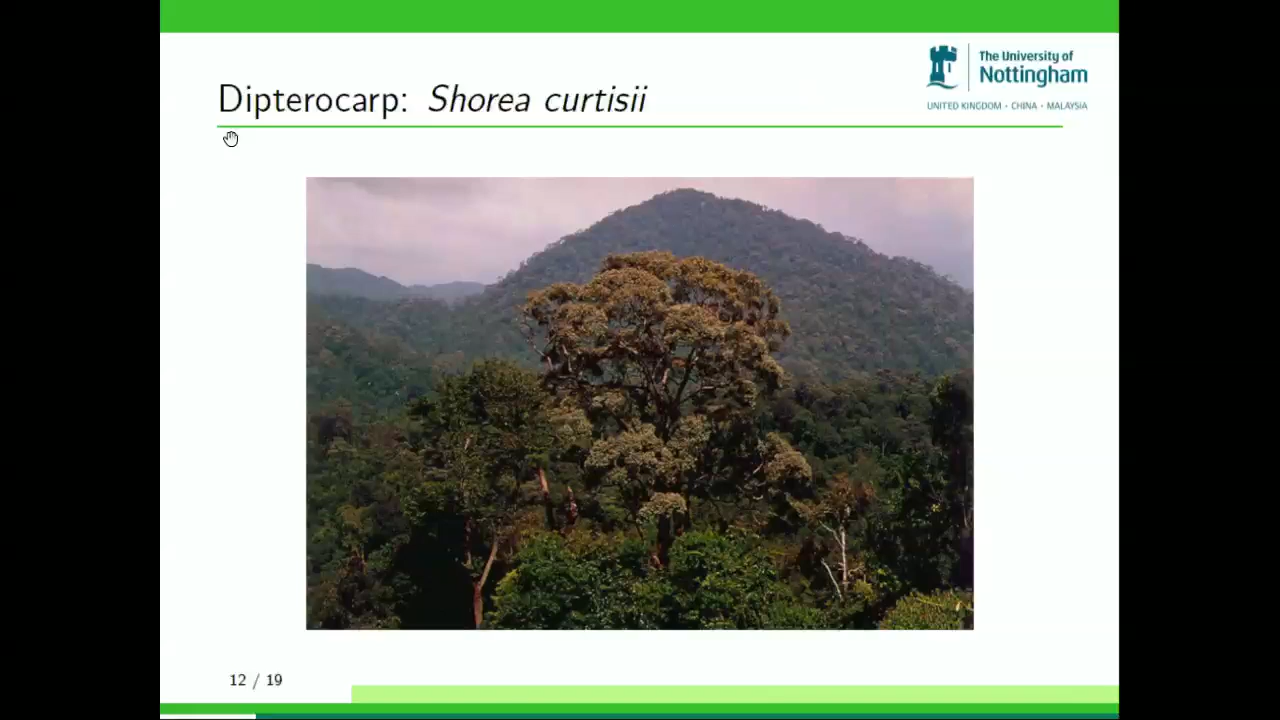 The University of
Nottingham
UNITED KINGDOM · CHINA · MALAYSIA
Dipterocarp: Shorea curtisii
12 / 19